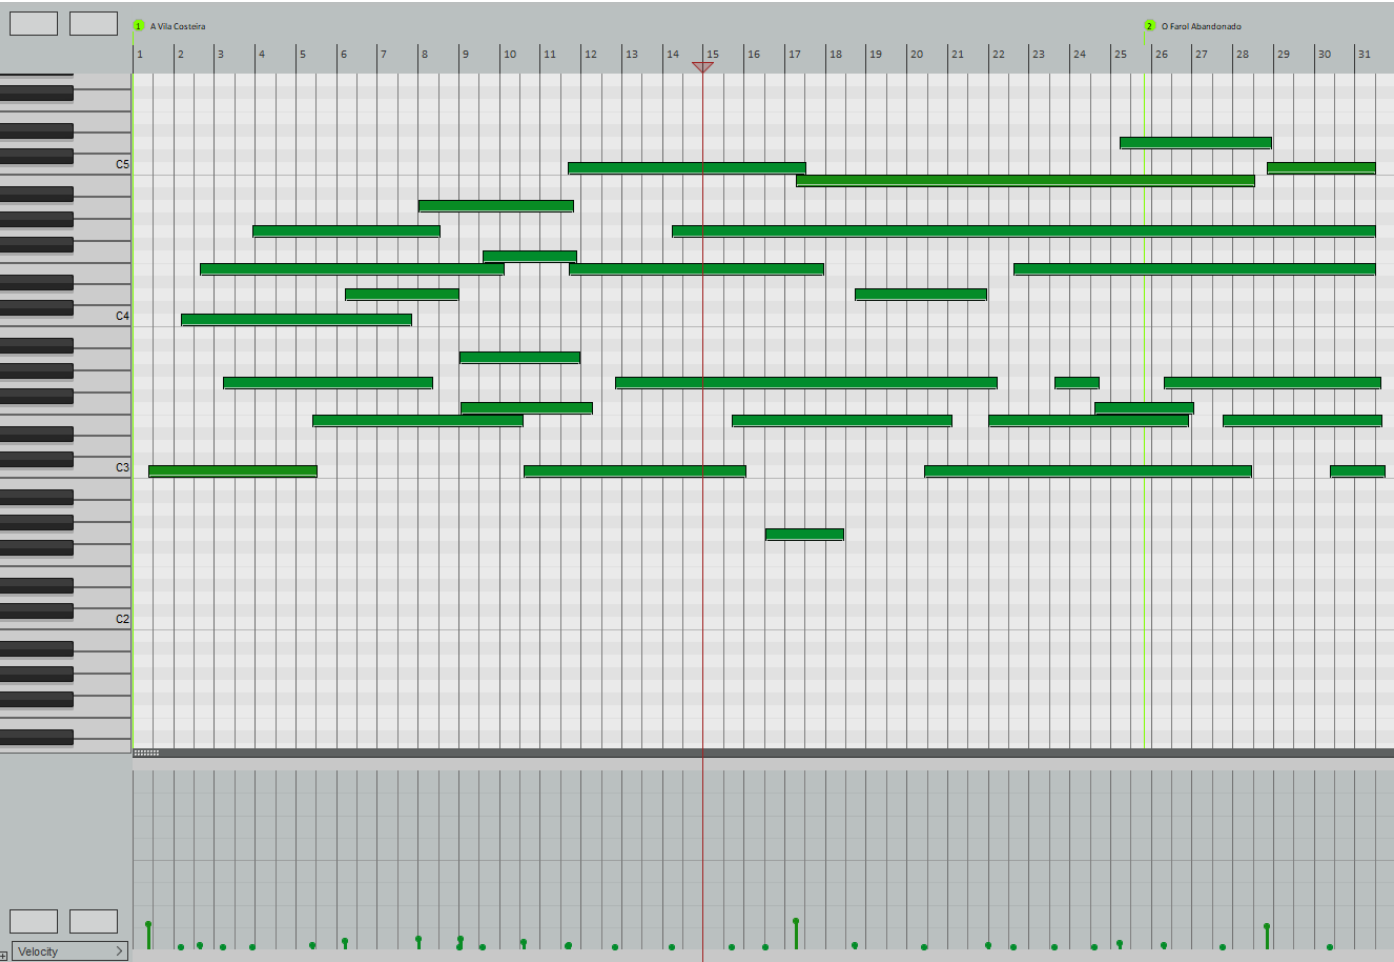 1 A Vila Costeira 2 O Farol Abandonado
1 2 3 4 5 6 7 8 9 10 11 12 13 14 15 16 17 18 19 20 21 22 23 24 25 26 27 28 29 30 31
C5
C4
C3
C2
Velocity >